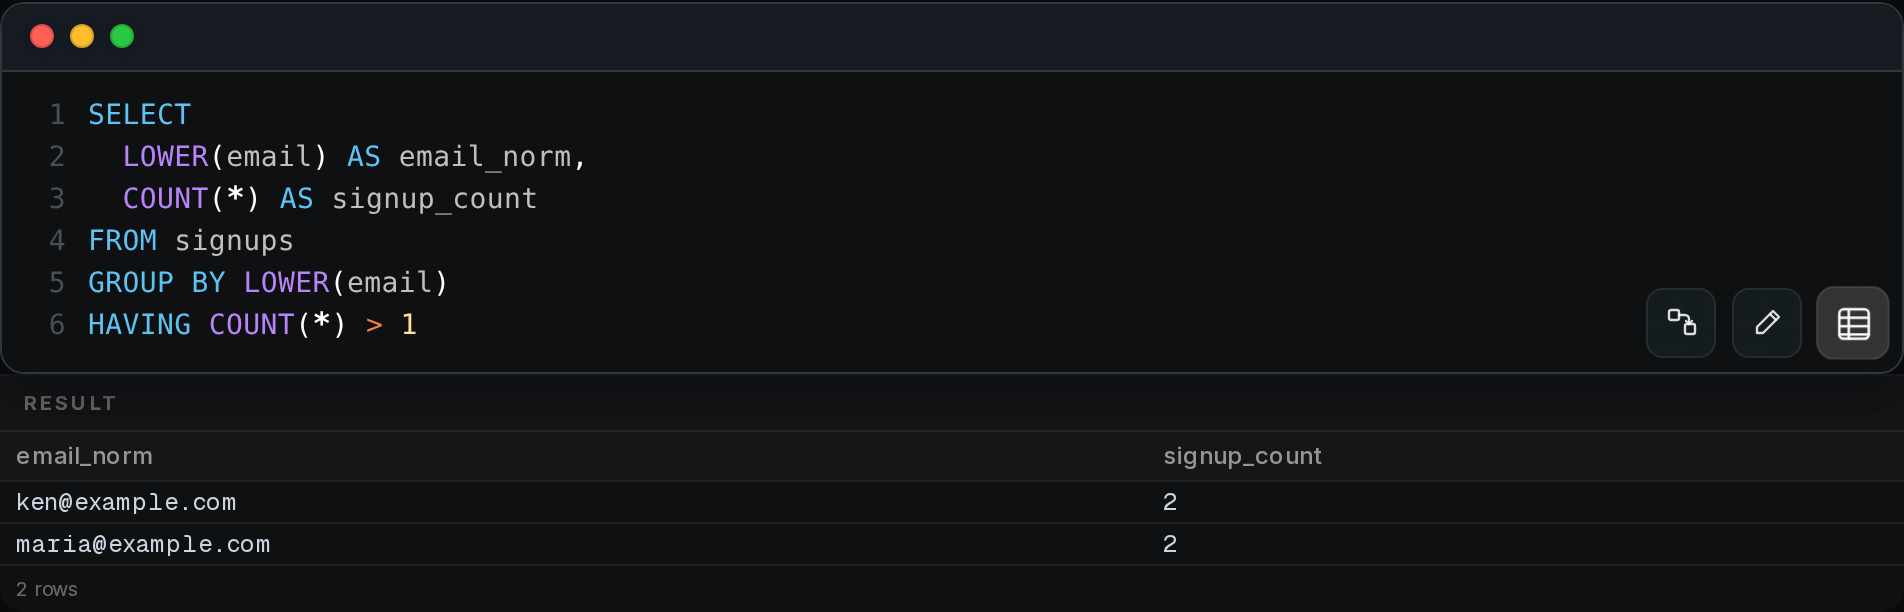 1 SELECT
2   LOWER(email) AS email_norm,
3   COUNT(*) AS signup_count
4 FROM signups
5 GROUP BY LOWER(email)
6 HAVING COUNT(*) > 1
RESULT
email_norm signup_count
ken@example.com 2
maria@example.com 2
2 rows